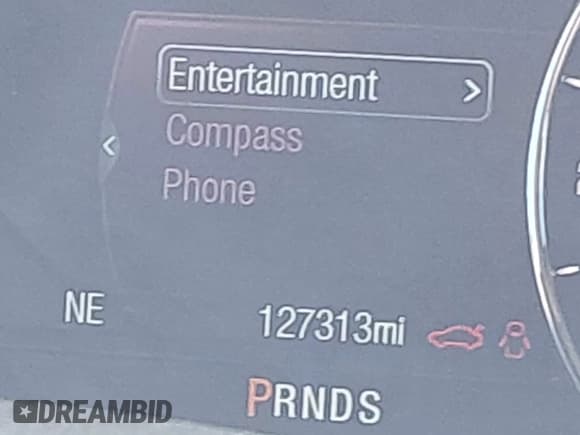 Entertainment >
Compass
<
Phone
NE
127313mi
PRNDS
DREAMBID